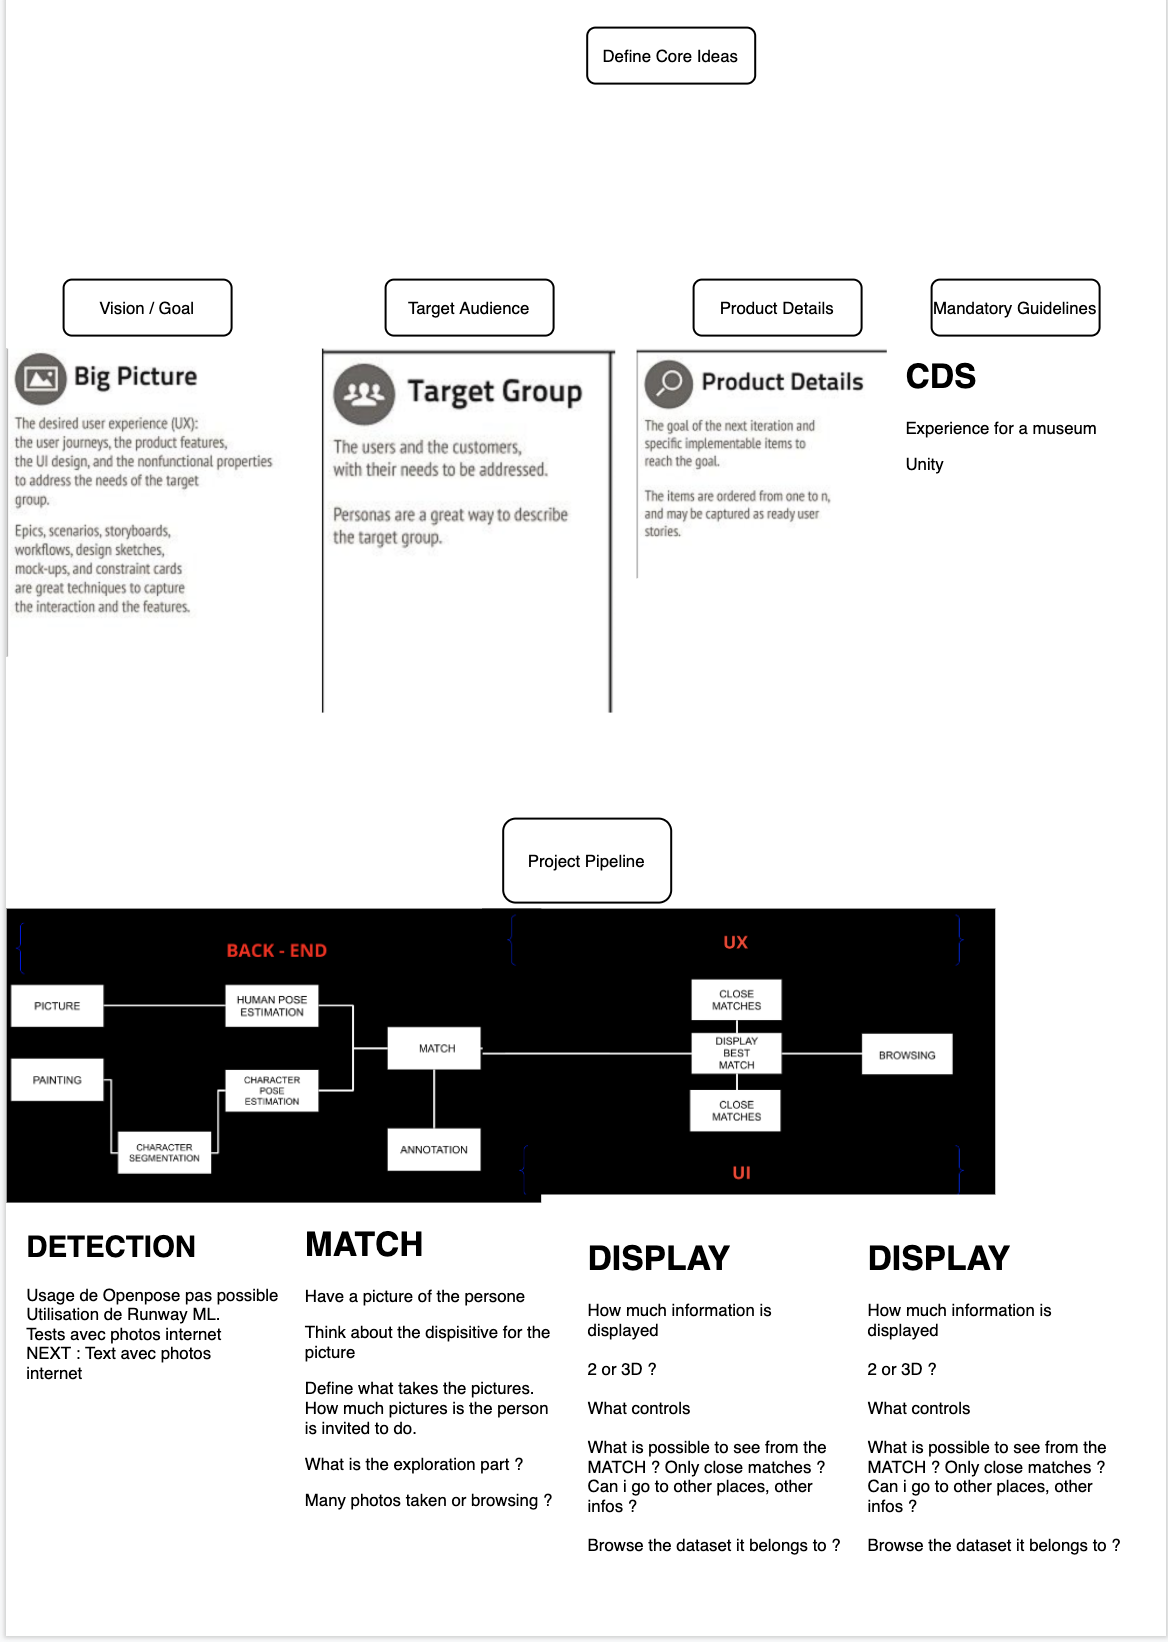 Define Core Ideas
Vision / Goal
Target Audience
Product Details
Mandatory Guidelines
Big Picture
The desired user experience (UX):
the user journeys, the product features,
the UI design, and the nonfunctional properties
to address the needs of the target
group.
Epics, scenarios, storyboards,
workflows, design sketches,
mock-ups, and constraint cards
are great techniques to capture
the interaction and the features.
Target Group
The users and the customers,
with their needs to be addressed.
Personas are a great way to describe
the target group.
Product Details
The goal of the next iteration and
specific implementable items to
reach the goal.
The items are ordered from one to n,
and may be captured as ready user
stories.
CDS
Experience for a museum
Unity
Project Pipeline
BACK - END
PICTURE
HUMAN POSE
ESTIMATION
PAINTING
CHARACTER
POSE
ESTIMATION
CHARACTER
SEGMENTATION
MATCH
ANNOTATION
UX
CLOSE
MATCHES
DISPLAY
BEST
MATCH
CLOSE
MATCHES
BROWSING
UI
DETECTION
Usage de Openpose pas possible
Utilisation de Runway ML.
Tests avec photos internet
NEXT : Text avec photos
internet
MATCH
Have a picture of the persone
Think about the dispisitive for the
picture
Define what takes the pictures.
How much pictures is the person
is invited to do.
What is the exploration part ?
Many photos taken or browsing ?
DISPLAY
How much information is
displayed
2 or 3D ?
What controls
What is possible to see from the
MATCH ? Only close matches ?
Can i go to other places, other
infos ?
Browse the dataset it belongs to ?
DISPLAY
How much information is
displayed
2 or 3D ?
What controls
What is possible to see from the
MATCH ? Only close matches ?
Can i go to other places, other
infos ?
Browse the dataset it belongs to ?